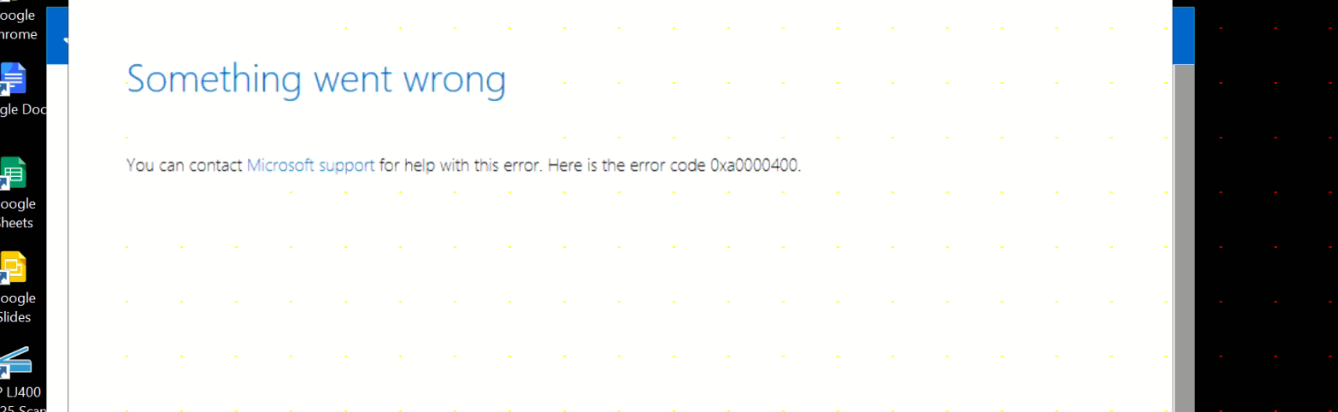 oogle
hrome
gle Doc
oogle
Sheets
oogle
Slides
P LJ400
25 Scan
Something went wrong
You can contact Microsoft support for help with this error. Here is the error code 0xa0000400.